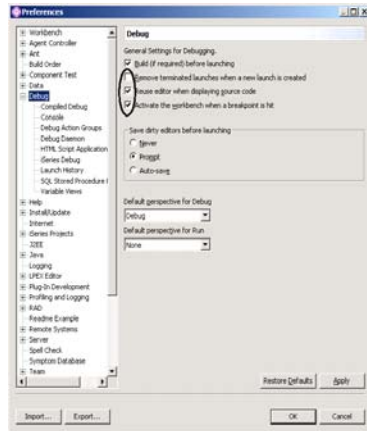 Preferences
Workbench
Agent Controller
Ant
Build Order
Component Test
Data
Debug
Compiled Debug
Console
Debug Action Groups
Debug Daemon
HTML Script Application
iSeries Debug
Launch History
SQL Stored Procedure
Variable Views
Help
Install/Update
Internet
iSeries Projects
J2EE
Java
Logging
LPEX Editor
Plug-In Development
Profiling and Logging
RAD
Readme Example
Remote Systems
Server
Spell Check
Symptom Database
Team
Debug
General Settings for Debugging.
Build (if required) before launching
Remove terminated launches when a new launch is created
Reuse editor when displaying source code
Activate the workbench when a breakpoint is hit
Save dirty editors before launching
Never
Prompt
Auto-save
Default perspective for Debug
Debug
Default perspective for Run
None
Restore Defaults
Apply
Import...
Export...
OK
Cancel